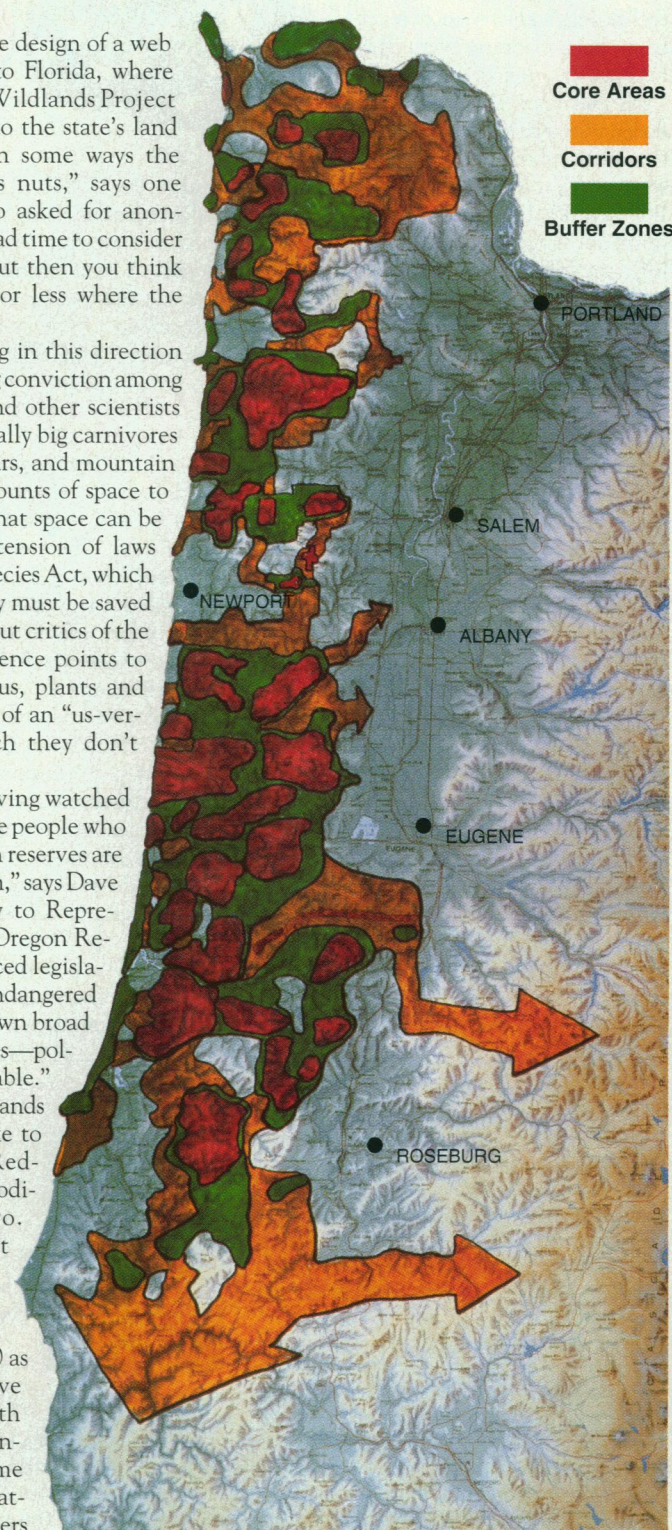 e design of a web
to Florida, where
Wildlands Project
o the state's land
n some ways the
s nuts," says one
o asked for anon-
ad time to consider
ut then you think
or less where the
g in this direction
g conviction among
nd other scientists
ally big carnivores
ars, and mountain
ounts of space to
hat space can be
tension of laws
ecies Act, which
y must be saved
ut critics of the
ence points to
us, plants and
of an "us-ver-
ch they don't
ving watched
e people who
n reserves are
n," says Dave
y to Repre-
Oregon Re-
ced legisla-
ndangered
wn broad
s—pol-
able."
ands
e to
Red-
odi-
o.
t
) as
ve
th
n-
me
at-
ers
Core Areas
Corridors
Buffer Zones
PORTLAND
SALEM
NEWPORT
ALBANY
EUGENE
EUGENE
ROSEBURG